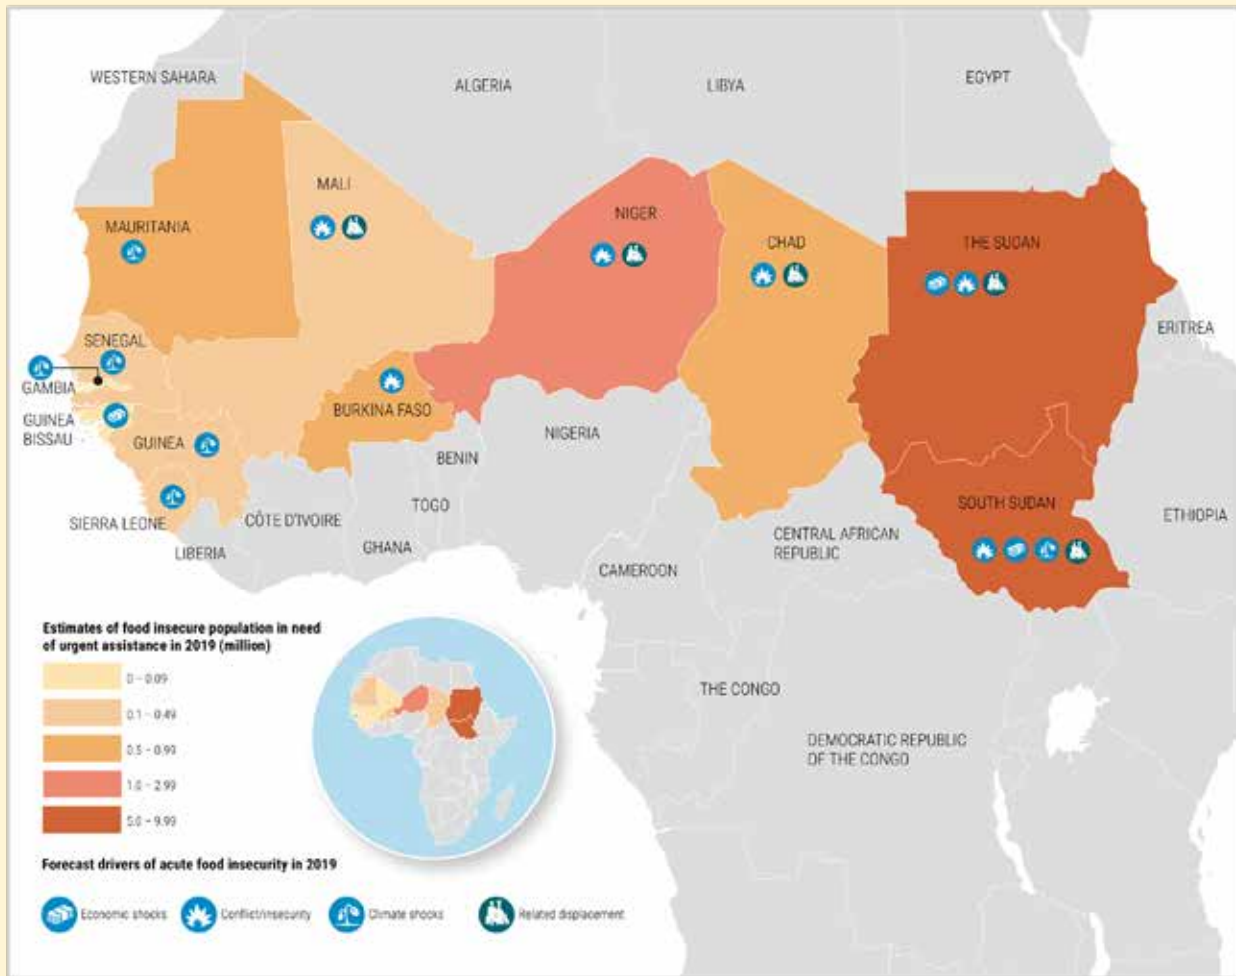 WESTERN SAHARA
ALGERIA
LIBYA
EGYPT
MALI
MAURITANIA
NIGER
CHAD
THE SUDAN
SENEGAL
ERITREA
GAMBIA
GUINEA
BISSAU
BURKINA FASO
GUINEA
NIGERIA
BENIN
SIERRA LEONE
CÔTE D'IVOIRE
TOGO
SOUTH SUDAN
ETHIOPIA
LIBERIA
GHANA
CENTRAL AFRICAN
REPUBLIC
CAMEROON
THE CONGO
DEMOCRATIC REPUBLIC
OF THE CONGO
Estimates of food insecure population in need
of urgent assistance in 2019 (million)
0 – 0.09
0.1 – 0.49
0.5 – 0.99
1.0 – 2.99
5.0 – 9.99
Forecast drivers of acute food insecurity in 2019
Economic shocks
Conflict/insecurity
Climate shocks
Related displacement